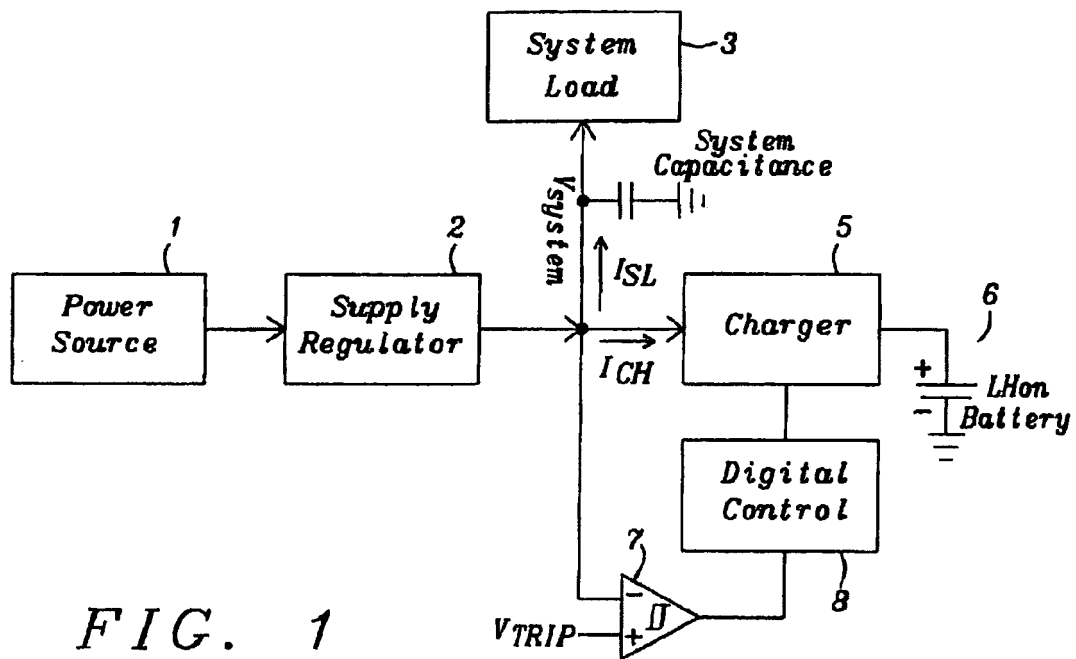 System
Load
3
System
Capacitance
Vsystem
1
2
5
6
Power
Source
Supply
Regulator
ISL
ICH
Charger
+
-
LHon
Battery
Digital
Control
7
8
-
+
VTRIP
FIG. 1